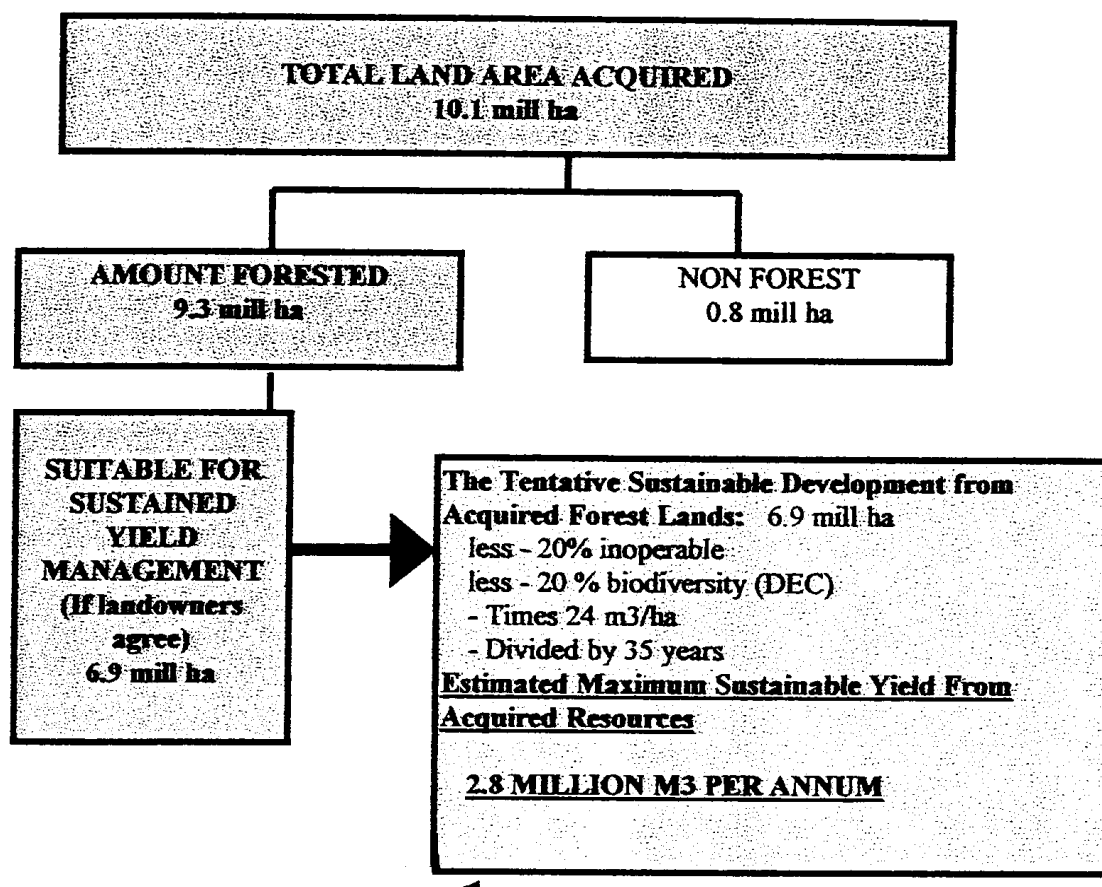 TOTAL LAND AREA ACQUIRED
10.1 mill ha
AMOUNT FORESTED
9.3 mill ha
NON FOREST
0.8 mill ha
SUITABLE FOR
SUSTAINED
YIELD
MANAGEMENT
(If landowners
agree)
6.9 mill ha
The Tentative Sustainable Development from
Acquired Forest Lands: 6.9 mill ha
less - 20% inoperable
less - 20 % biodiversity (DEC)
- Times 24 m3/ha
- Divided by 35 years
Estimated Maximum Sustainable Yield From
Acquired Resources
2.8 MILLION M3 PER ANNUM